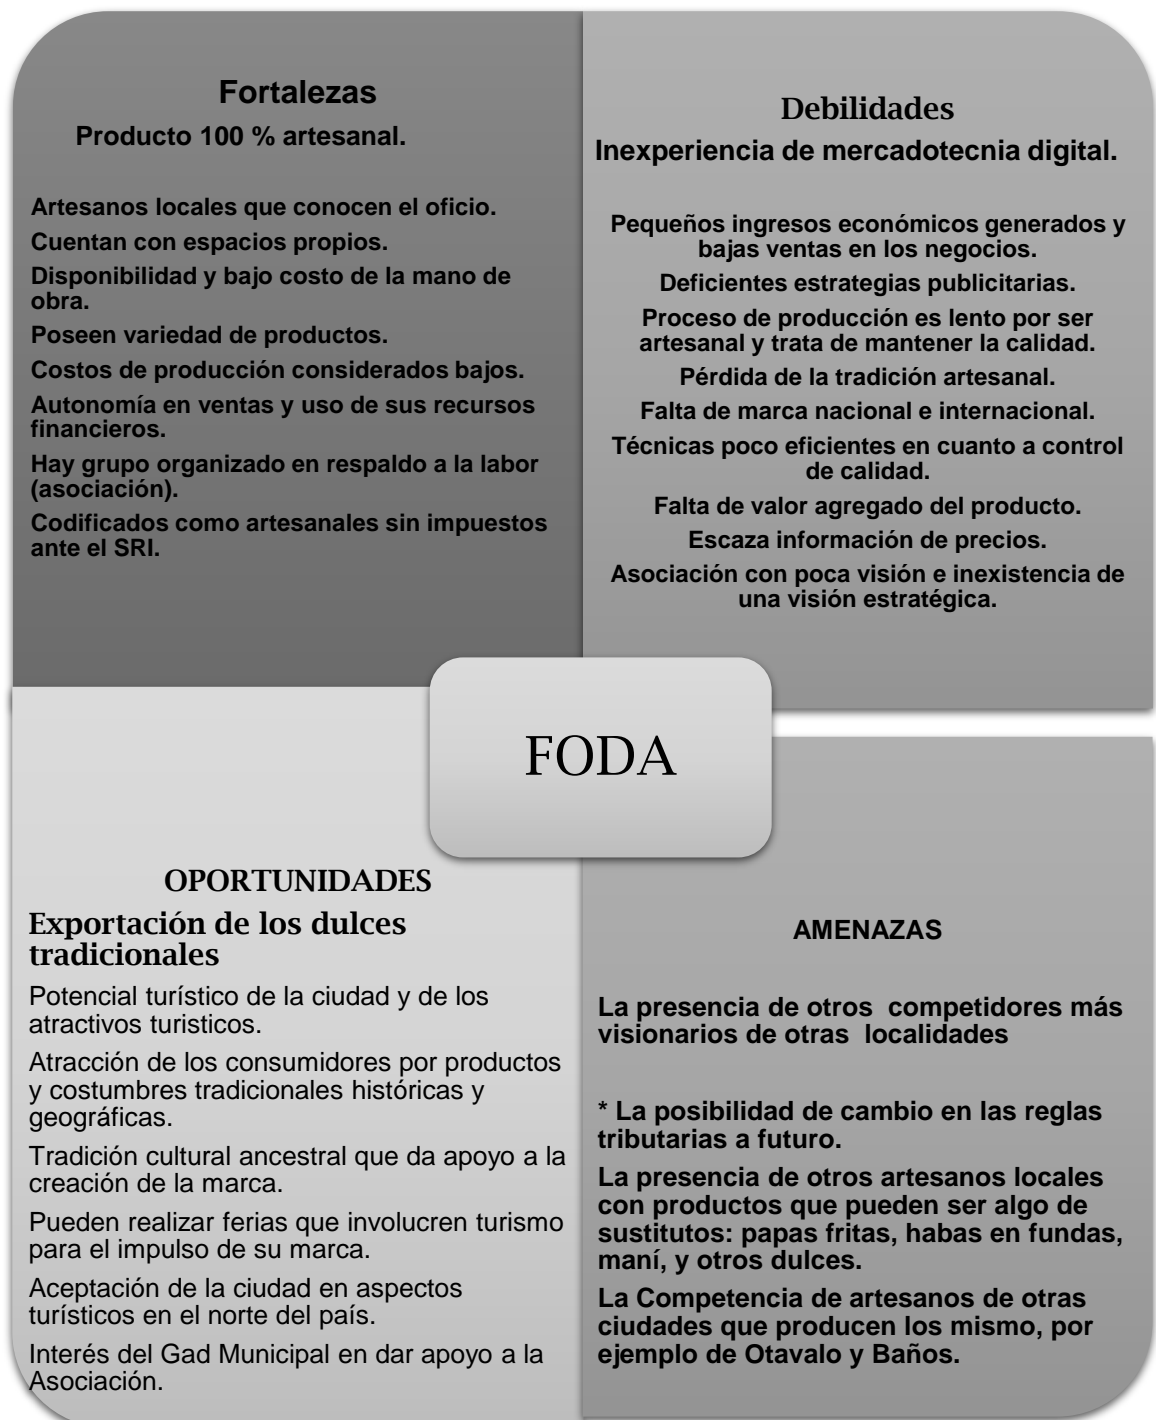 Fortalezas
Producto 100 % artesanal.
Artesanos locales que conocen el oficio.
Cuentan con espacios propios.
Disponibilidad y bajo costo de la mano de
obra.
Poseen variedad de productos.
Costos de producción considerados bajos.
Autonomía en ventas y uso de sus recursos
financieros.
Hay grupo organizado en respaldo a la labor
(asociación).
Codificados como artesanales sin impuestos
ante el SRI.
Debilidades
Inexperiencia de mercadotecnia digital.
Pequeños ingresos económicos generados y
bajas ventas en los negocios.
Deficientes estrategias publicitarias.
Proceso de producción es lento por ser
artesanal y trata de mantener la calidad.
Pérdida de la tradición artesanal.
Falta de marca nacional e internacional.
Técnicas poco eficientes en cuanto a control
de calidad.
Falta de valor agregado del producto.
Escaza información de precios.
Asociación con poca visión e inexistencia de
una visión estratégica.
FODA
OPORTUNIDADES
Exportación de los dulces
tradicionales
Potencial turístico de la ciudad y de los
atractivos turisticos.
Atracción de los consumidores por productos
y costumbres tradicionales históricas y
geográficas.
Tradición cultural ancestral que da apoyo a la
creación de la marca.
Pueden realizar ferias que involucren turismo
para el impulso de su marca.
Aceptación de la ciudad en aspectos
turísticos en el norte del país.
Interés del Gad Municipal en dar apoyo a la
Asociación.
AMENAZAS
La presencia de otros competidores más
visionarios de otras localidades
* La posibilidad de cambio en las reglas
tributarias a futuro.
La presencia de otros artesanos locales
con productos que pueden ser algo de
sustitutos: papas fritas, habas en fundas,
maní, y otros dulces.
La Competencia de artesanos de otras
ciudades que producen los mismo, por
ejemplo de Otavalo y Baños.